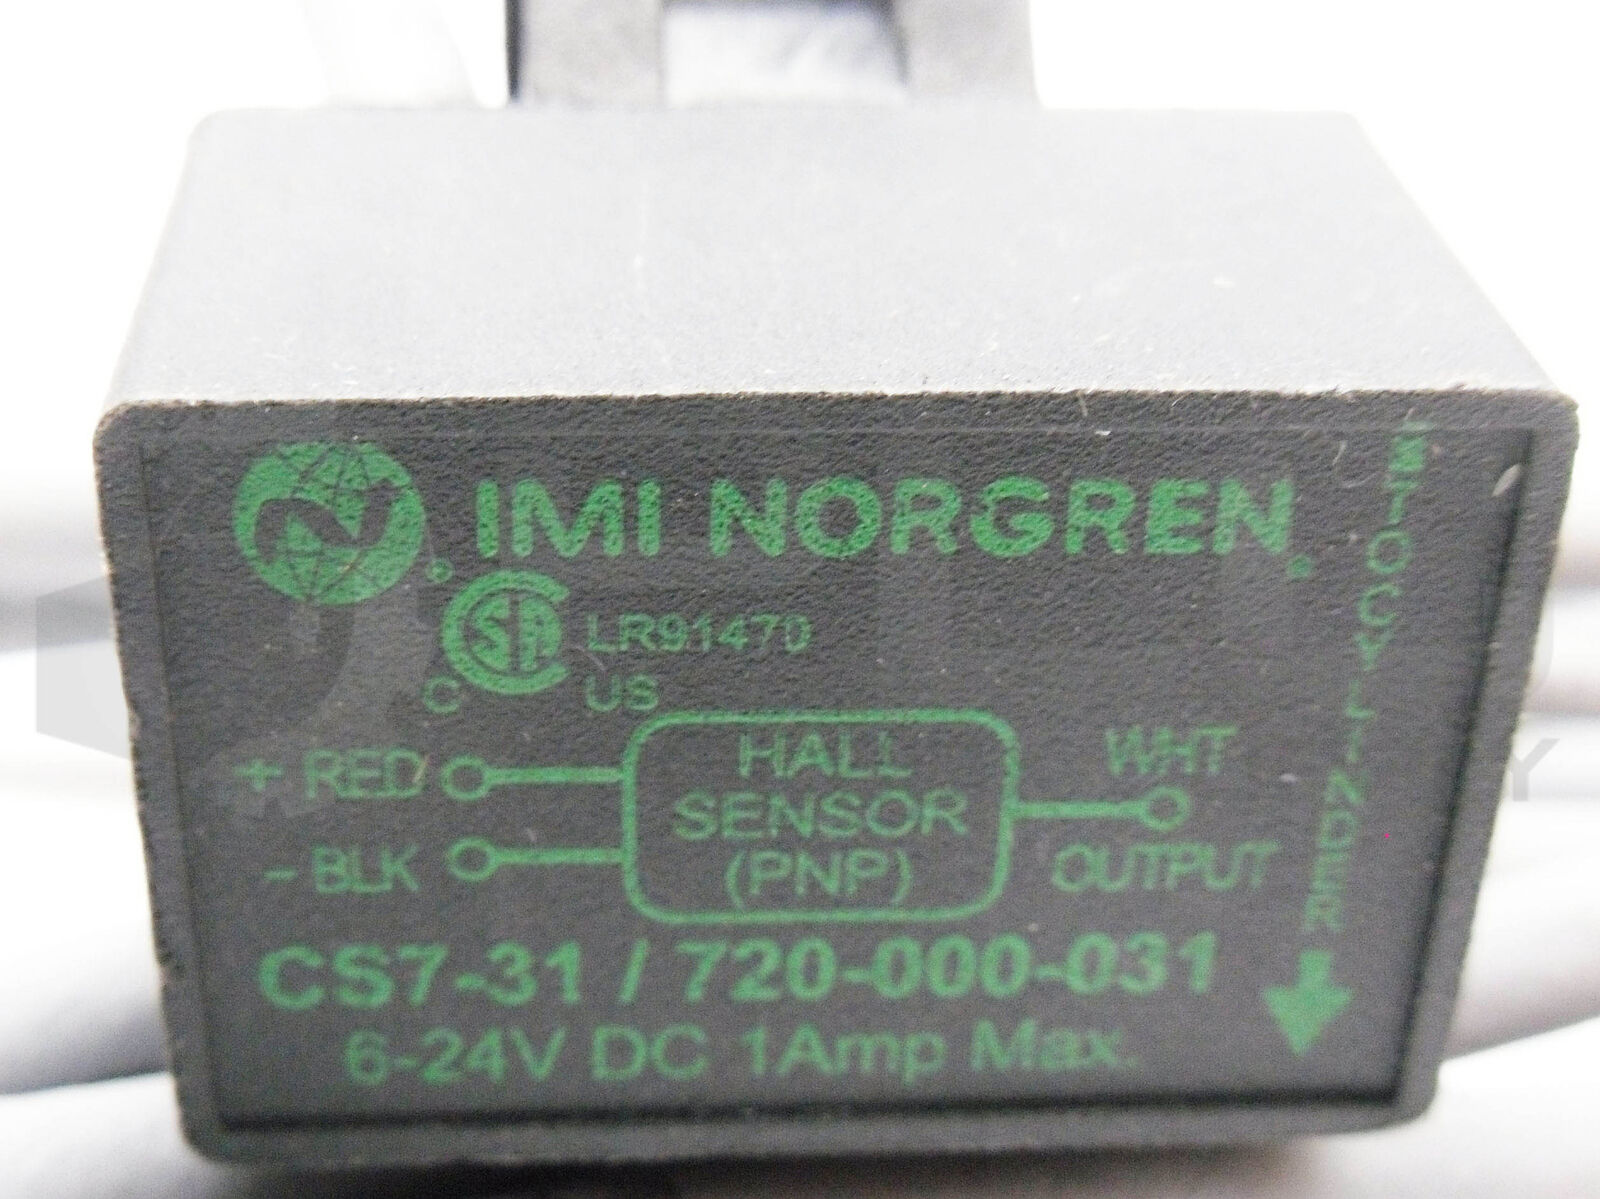 IMI NORGREN
LR91470
C US
+ RED
- BLK
HALL
SENSOR
(PNP)
WHT
OUTPUT
CS7-31 / 720-000-031
6-24V DC 1Amp Max.
TO CYLINDER